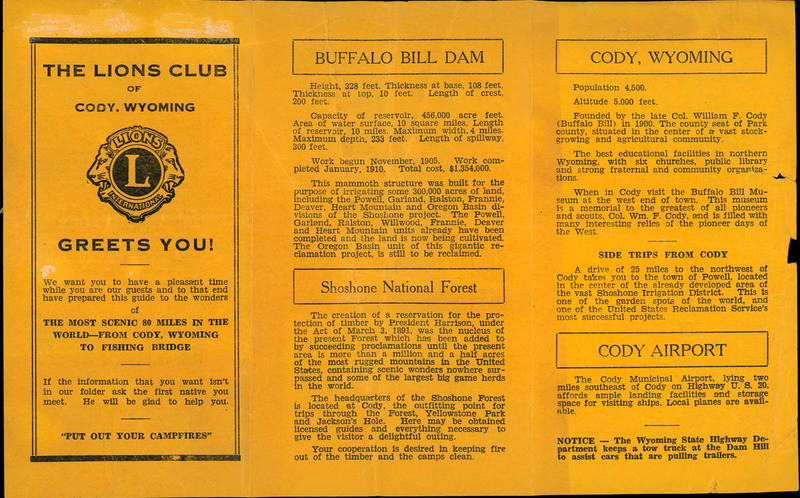 THE LIONS CLUB
OF
CODY, WYOMING
LIONS
L
INTERNATIONAL
GREETS YOU!
We want you to have a pleasant time
while you are our guests and to that end
have prepared this guide to the wonders
of
THE MOST SCENIC 80 MILES IN THE
WORLD—FROM CODY, WYOMING
TO FISHING BRIDGE
If the information that you want isn't
in our folder ask the first native you
meet. He will be glad to help you.
"PUT OUT YOUR CAMPFIRES"
BUFFALO BILL DAM
Height, 328 feet. Thickness at base, 108 feet.
Thickness at top, 10 feet. Length of crest,
200 feet.
Capacity of reservoir, 456,000 acre feet.
Area of water surface, 10 square miles. Length
of reservoir, 10 miles. Maximum width, 4 miles.
Maximum depth, 233 feet. Length of spillway,
300 feet.
Work begun November, 1905. Work com-
pleted January, 1910. Total cost, $1,354,000.
This mammoth structure was built for the
purpose of irrigating some 300,000 acres of land,
including the Powell, Garland, Ralston, Frannie,
Deaver, Heart Mountain and Oregon Basin di-
visions of the Shoshone project. The Powell,
Garland, Ralston, Willwood, Frannie, Deaver
and Heart Mountain units already have been
completed and the land is now being cultivated.
The Oregon Basin unit of this gigantic re-
clamation project, is still to be reclaimed.
Shoshone National Forest
The creation of a reservation for the pro-
tection of timber by President Harrison, under
the Act of March 3, 1891, was the nucleus of
the present Forest which has been added to
by succeeding proclamations until the present
area is more than a million and a half acres
of the most rugged mountains in the United
States, containing scenic wonders nowhere sur-
passed and some of the largest big game herds
in the world.
The headquarters of the Shoshone Forest
is located at Cody, the outfitting point for
trips through the Forest, Yellowstone Park
and Jackson's Hole. Here may be obtained
licensed guides and everything necessary to
give the visitor a delightful outing.
Your cooperation is desired in keeping fire
out of the timber and the camps clean.
CODY, WYOMING
Population 4,500.
Altitude 5,000 feet.
Founded by the late Col. William F. Cody
(Buffalo Bill) in 1900. The county seat of Park
county, situated in the center of a vast stock-
growing and agricultural community.
The best educational facilities in northern
Wyoming, with six churches, public library
and strong fraternal and community organiza-
tions.
When in Cody visit the Buffalo Bill Mu-
seum at the west end of town. This museum
is a memorial to the greatest of all pioneers
and scouts, Col. Wm. F. Cody, and is filled with
many interesting relics of the pioneer days of
the West.
SIDE TRIPS FROM CODY
A drive of 25 miles to the northwest of
Cody takes you to the town of Powell, located
in the center of the already developed area of
the vast Shoshone Irrigation District. This is
one of the garden spots of the world, and
one of the United States Reclamation Service's
most successful projects.
CODY AIRPORT
The Cody Municipal Airport, lying two
miles southeast of Cody on Highway U. S. 20,
affords ample landing facilities and storage
space for visiting ships. Local planes are avail-
able.
NOTICE — The Wyoming State Highway De-
partment keeps a tow truck at the Dam Hill
to assist cars that are pulling trailers.